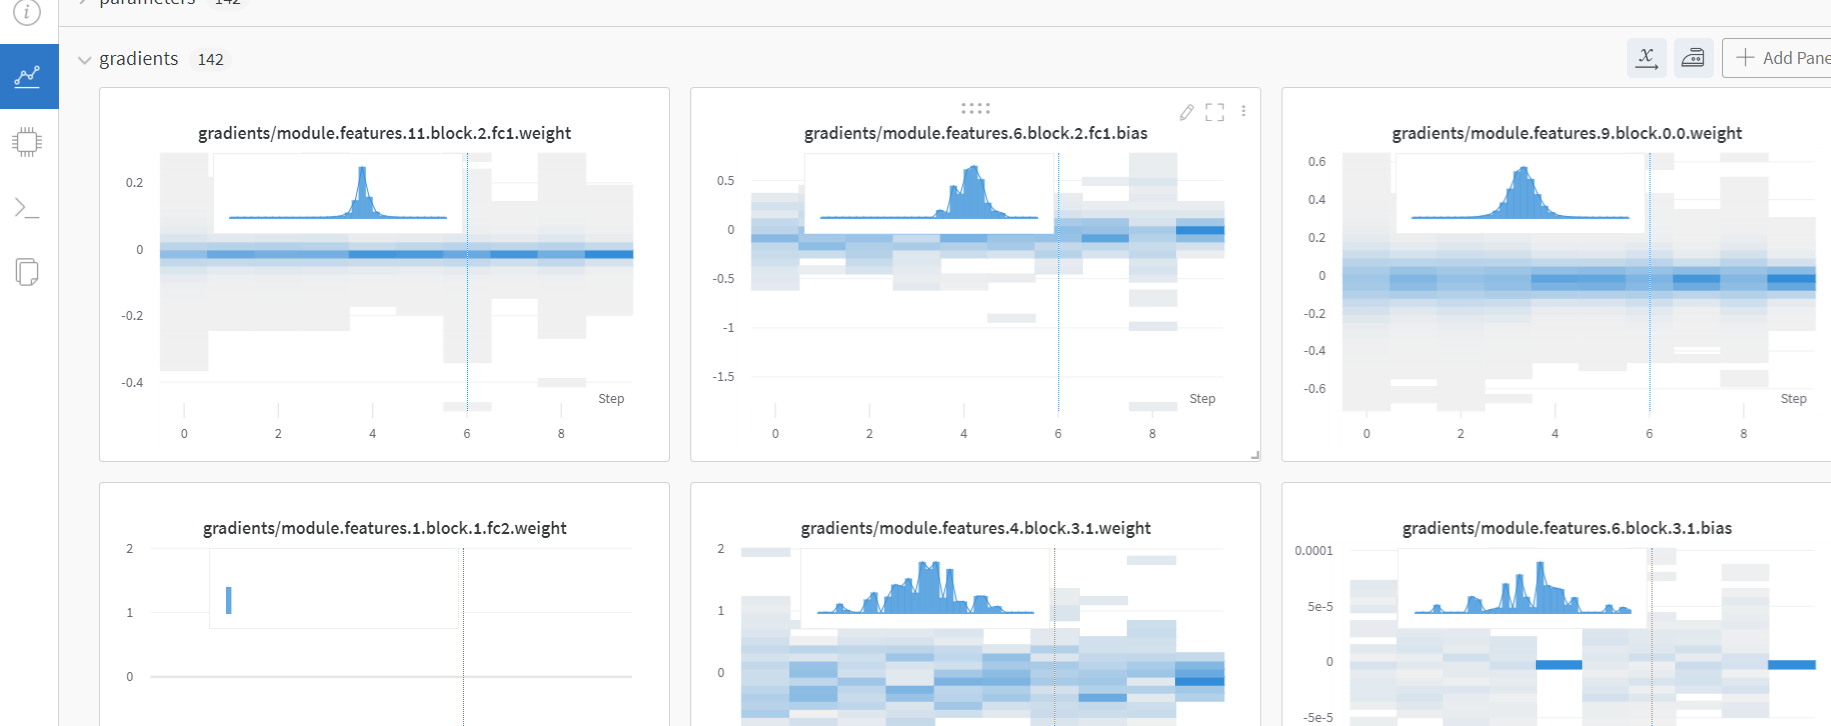 parameters 142
gradients 142
x
Add Pane
gradients/module.features.11.block.2.fc1.weight
0.2
0
-0.2
-0.4
Step
0 2 4 6 8
gradients/module.features.6.block.2.fc1.bias
0.5
0
-0.5
-1
-1.5
Step
0 2 4 6 8
gradients/module.features.9.block.0.0.weight
0.6
0.4
0.2
0
-0.2
-0.4
-0.6
Step
0 2 4 6 8
gradients/module.features.1.block.1.fc2.weight
2
1
0
gradients/module.features.4.block.3.1.weight
2
1
0
gradients/module.features.6.block.3.1.bias
0.0001
5e-5
0
-5e-5